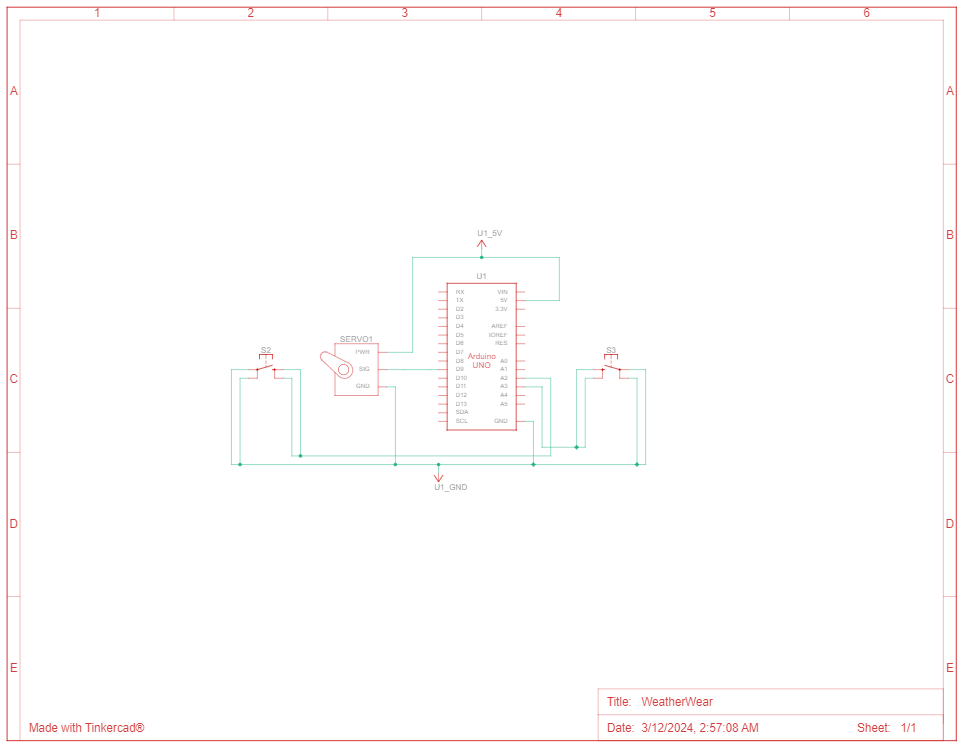 1 2 3 4 5 6
A A
B B
U1_5V
U1
RX VIN
TX 5V
D2 3.3V
D3
D4 AREF
D5 IOREF
D6 RES
SERVO1
PWR
SIG
GND
S2
S3
D7
Arduino
UNO
D8 A0
D9 A1
D10 A2
D11 A3
D12 A4
D13 A5
SDA
SCL GND
C C
U1_GND
D D
E E
Title: WeatherWear
Made with Tinkercad®
Date: 3/12/2024, 2:57:08 AM Sheet: 1/1